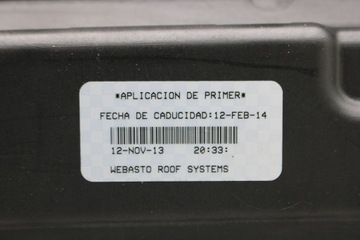 *APLICACION DE PRIMER*
FECHA DE CADUCIDAD:12-FEB-14
12-NOV-13 20:33:
WEBASTO ROOF SYSTEMS